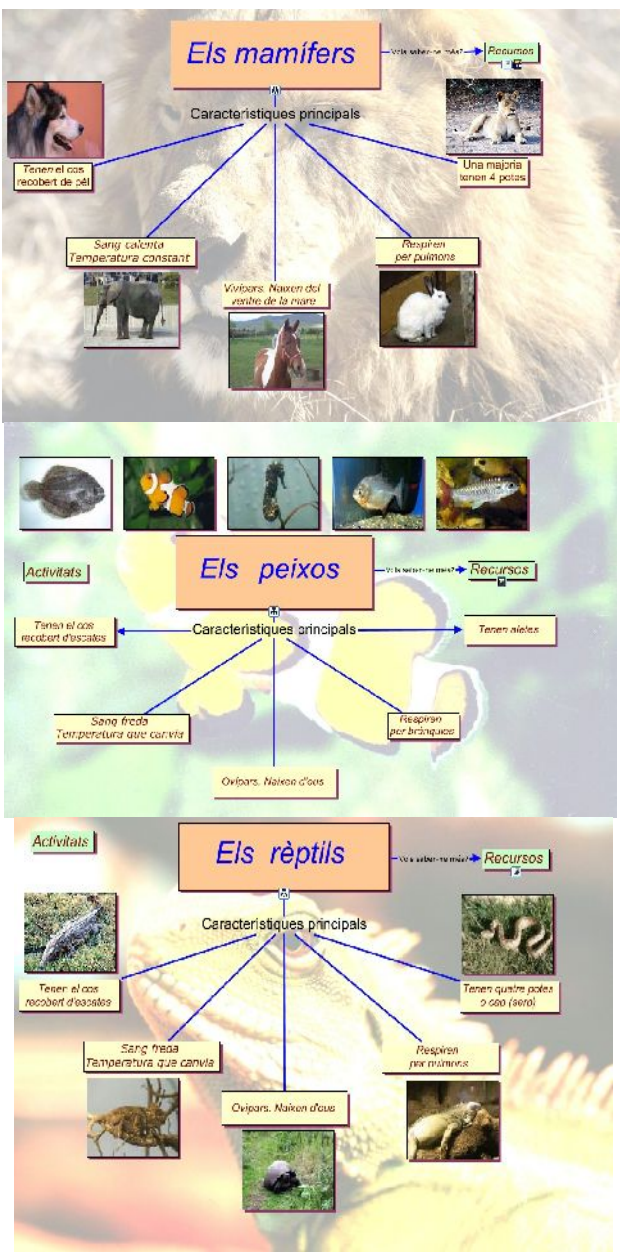 Els mamífers
Vols saber-ne més?
Recursos
Característiques principals
Tenen el cos
recobert de pèl
Una majoria
tenen 4 potes
Sang calenta
Temperatura constant
Respiren
per pulmons
Vivípars. Naixen del
ventre de la mare
Activitats
Els peixos
Vols saber-ne més?
Recursos
Tenen el cos
recobert d'escates
Característiques principals
Tenen aletes
Sang freda
Temperatura que canvia
Respiren
per brànquies
Ovípars. Naixen d'ous
Activitats
Els rèptils
Vols saber-ne més?
Recursos
Característiques principals
Tenen el cos
recobert d'escates
Tenen quatre potes
o cap (sero)
Sang freda
Temperatura que canvia
Respiren
per pulmons
Ovípars. Naixen d'ous